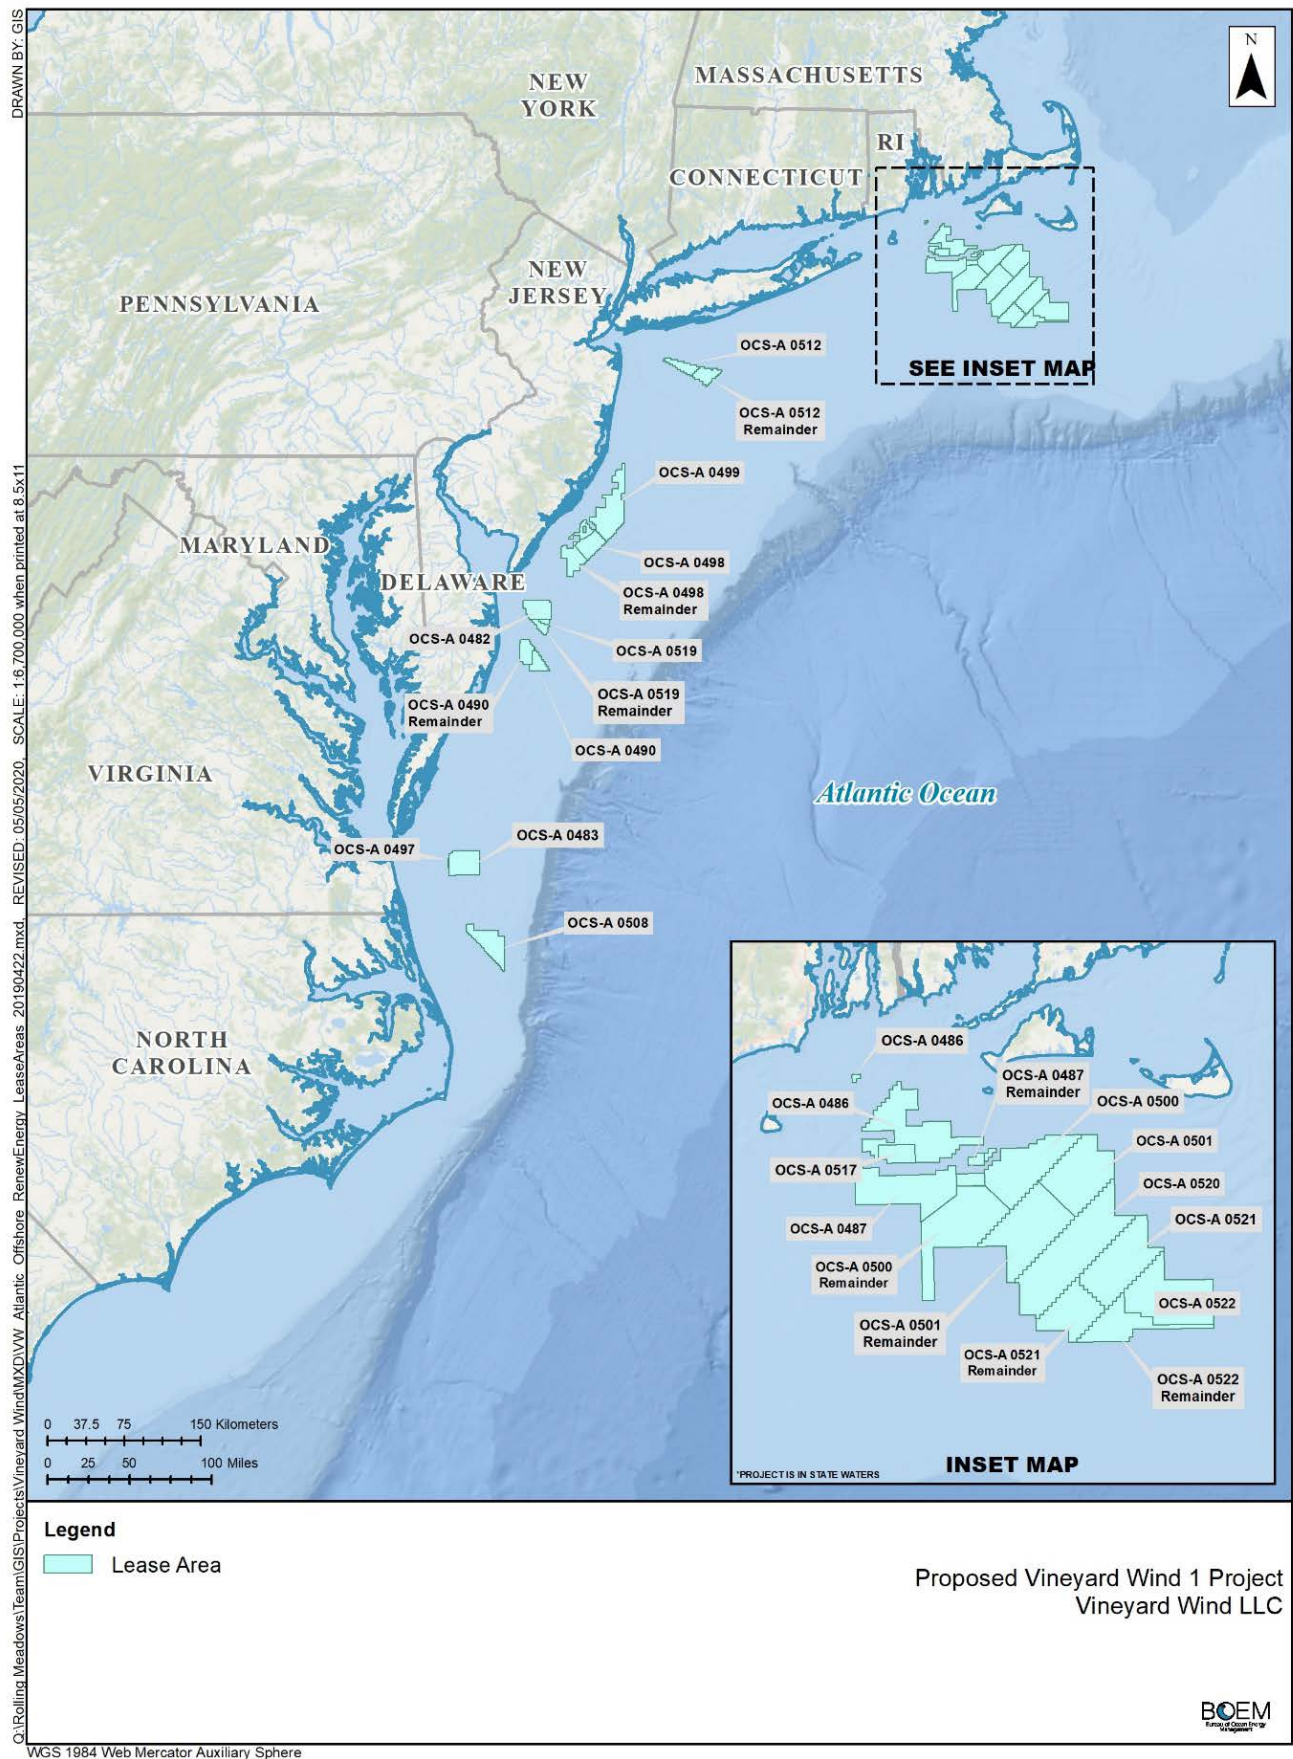 DRAWN BY: GIS
Q:\Rolling Meadows\Team\GIS\Projects\Vineyard Wind\MXD\VW_Atlantic_Offshore_RenewEnergy_LeaseAreas_20190422.mxd, REVISED: 05/05/2020, SCALE: 1:6,700,000 when printed at 8.5x11
N
NEW
YORK
MASSACHUSETTS
RI
CONNECTICUT
NEW
JERSEY
PENNSYLVANIA
SEE INSET MAP
OCS-A 0512
OCS-A 0512
Remainder
OCS-A 0499
MARYLAND
DELAWARE
OCS-A 0498
OCS-A 0498
Remainder
OCS-A 0482
OCS-A 0519
OCS-A 0519
Remainder
OCS-A 0490
Remainder
OCS-A 0490
VIRGINIA
Atlantic Ocean
OCS-A 0483
OCS-A 0497
OCS-A 0508
NORTH
CAROLINA
OCS-A 0486
OCS-A 0487
Remainder
OCS-A 0486
OCS-A 0500
OCS-A 0501
OCS-A 0517
OCS-A 0520
OCS-A 0521
OCS-A 0487
OCS-A 0500
Remainder
OCS-A 0522
OCS-A 0501
Remainder
OCS-A 0521
Remainder
OCS-A 0522
Remainder
INSET MAP
*PROJECT IS IN STATE WATERS
0 37.5 75 150 Kilometers
0 25 50 100 Miles
Legend
Lease Area
Proposed Vineyard Wind 1 Project
Vineyard Wind LLC
BOEM
Bureau of Ocean Energy
Management
WGS 1984 Web Mercator Auxiliary Sphere